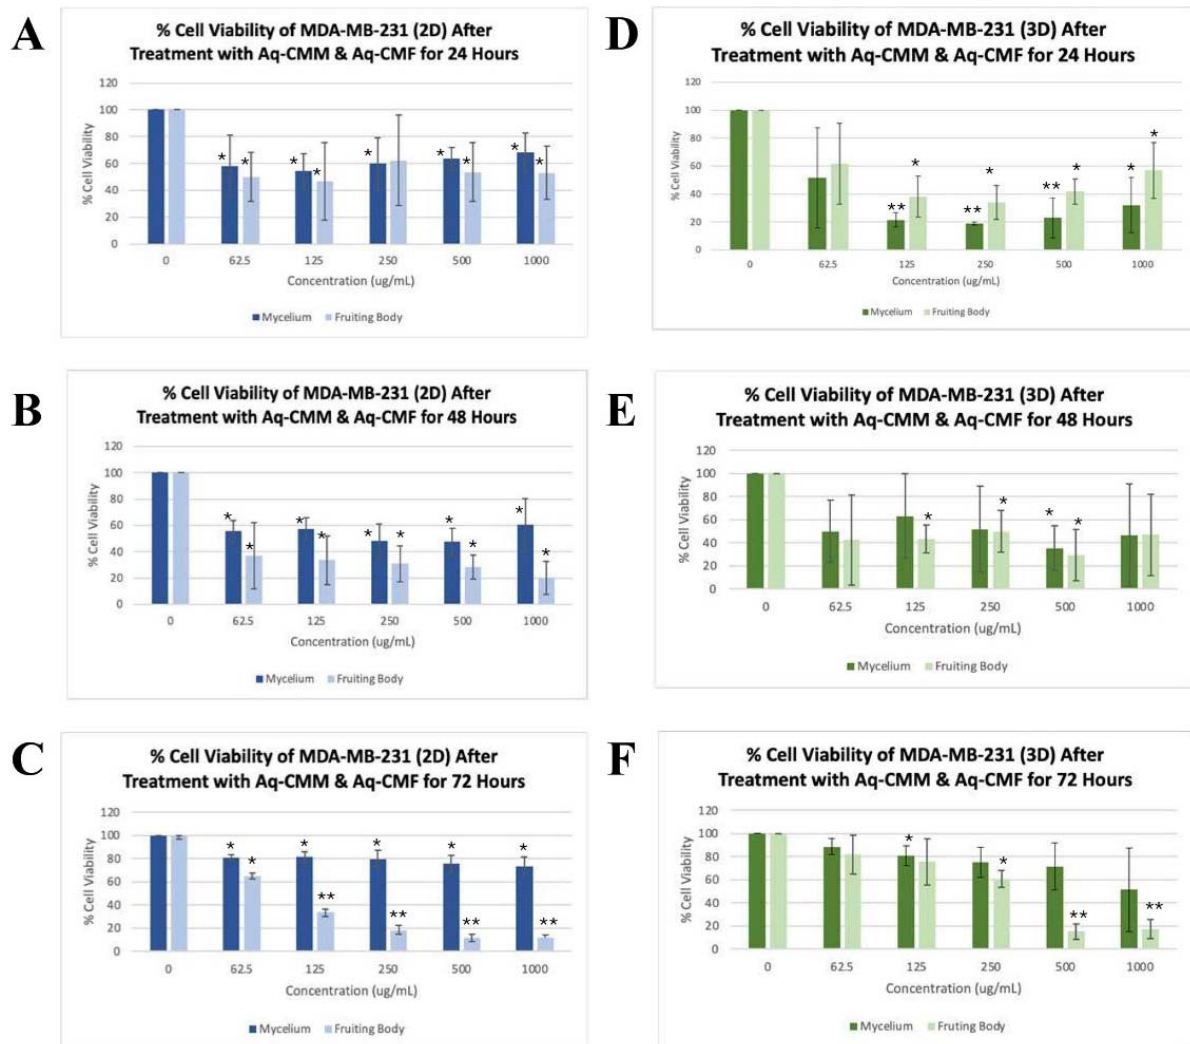 A
% Cell Viability of MDA-MB-231 (2D) After
Treatment with Aq-CMM & Aq-CMF for 24 Hours
% Cell Viability
120
100
80
60
40
20
0
* * * * * * * * *
0 62.5 125 250 500 1000
Concentration (ug/mL)
Mycelium Fruiting Body
D
% Cell Viability of MDA-MB-231 (3D) After
Treatment with Aq-CMM & Aq-CMF for 24 Hours
% Cell Viability
120
100
80
60
40
20
0
** * ** * ** * * *
0 62.5 125 250 500 1000
Concentration (ug/mL)
Mycelium Fruiting Body
B
% Cell Viability of MDA-MB-231 (2D) After
Treatment with Aq-CMM & Aq-CMF for 48 Hours
% Cell Viability
120
100
80
60
40
20
0
* * * * * * * * * *
0 62.5 125 250 500 1000
Concentration (ug/mL)
Mycelium Fruiting Body
E
% Cell Viability of MDA-MB-231 (3D) After
Treatment with Aq-CMM & Aq-CMF for 48 Hours
% Cell Viability
120
100
80
60
40
20
0
* * * *
0 62.5 125 250 500 1000
Concentration (ug/mL)
Mycelium Fruiting Body
C
% Cell Viability of MDA-MB-231 (2D) After
Treatment with Aq-CMM & Aq-CMF for 72 Hours
% Cell Viability
120
100
80
60
40
20
0
* * * ** * ** * ** * **
0 62.5 125 250 500 1000
Concentration (ug/mL)
Mycelium Fruiting Body
F
% Cell Viability of MDA-MB-231 (3D) After
Treatment with Aq-CMM & Aq-CMF for 72 Hours
% Cell Viability
120
100
80
60
40
20
0
* * ** **
0 62.5 125 250 500 1000
Concentration (ug/mL)
Mycelium Fruiting Body